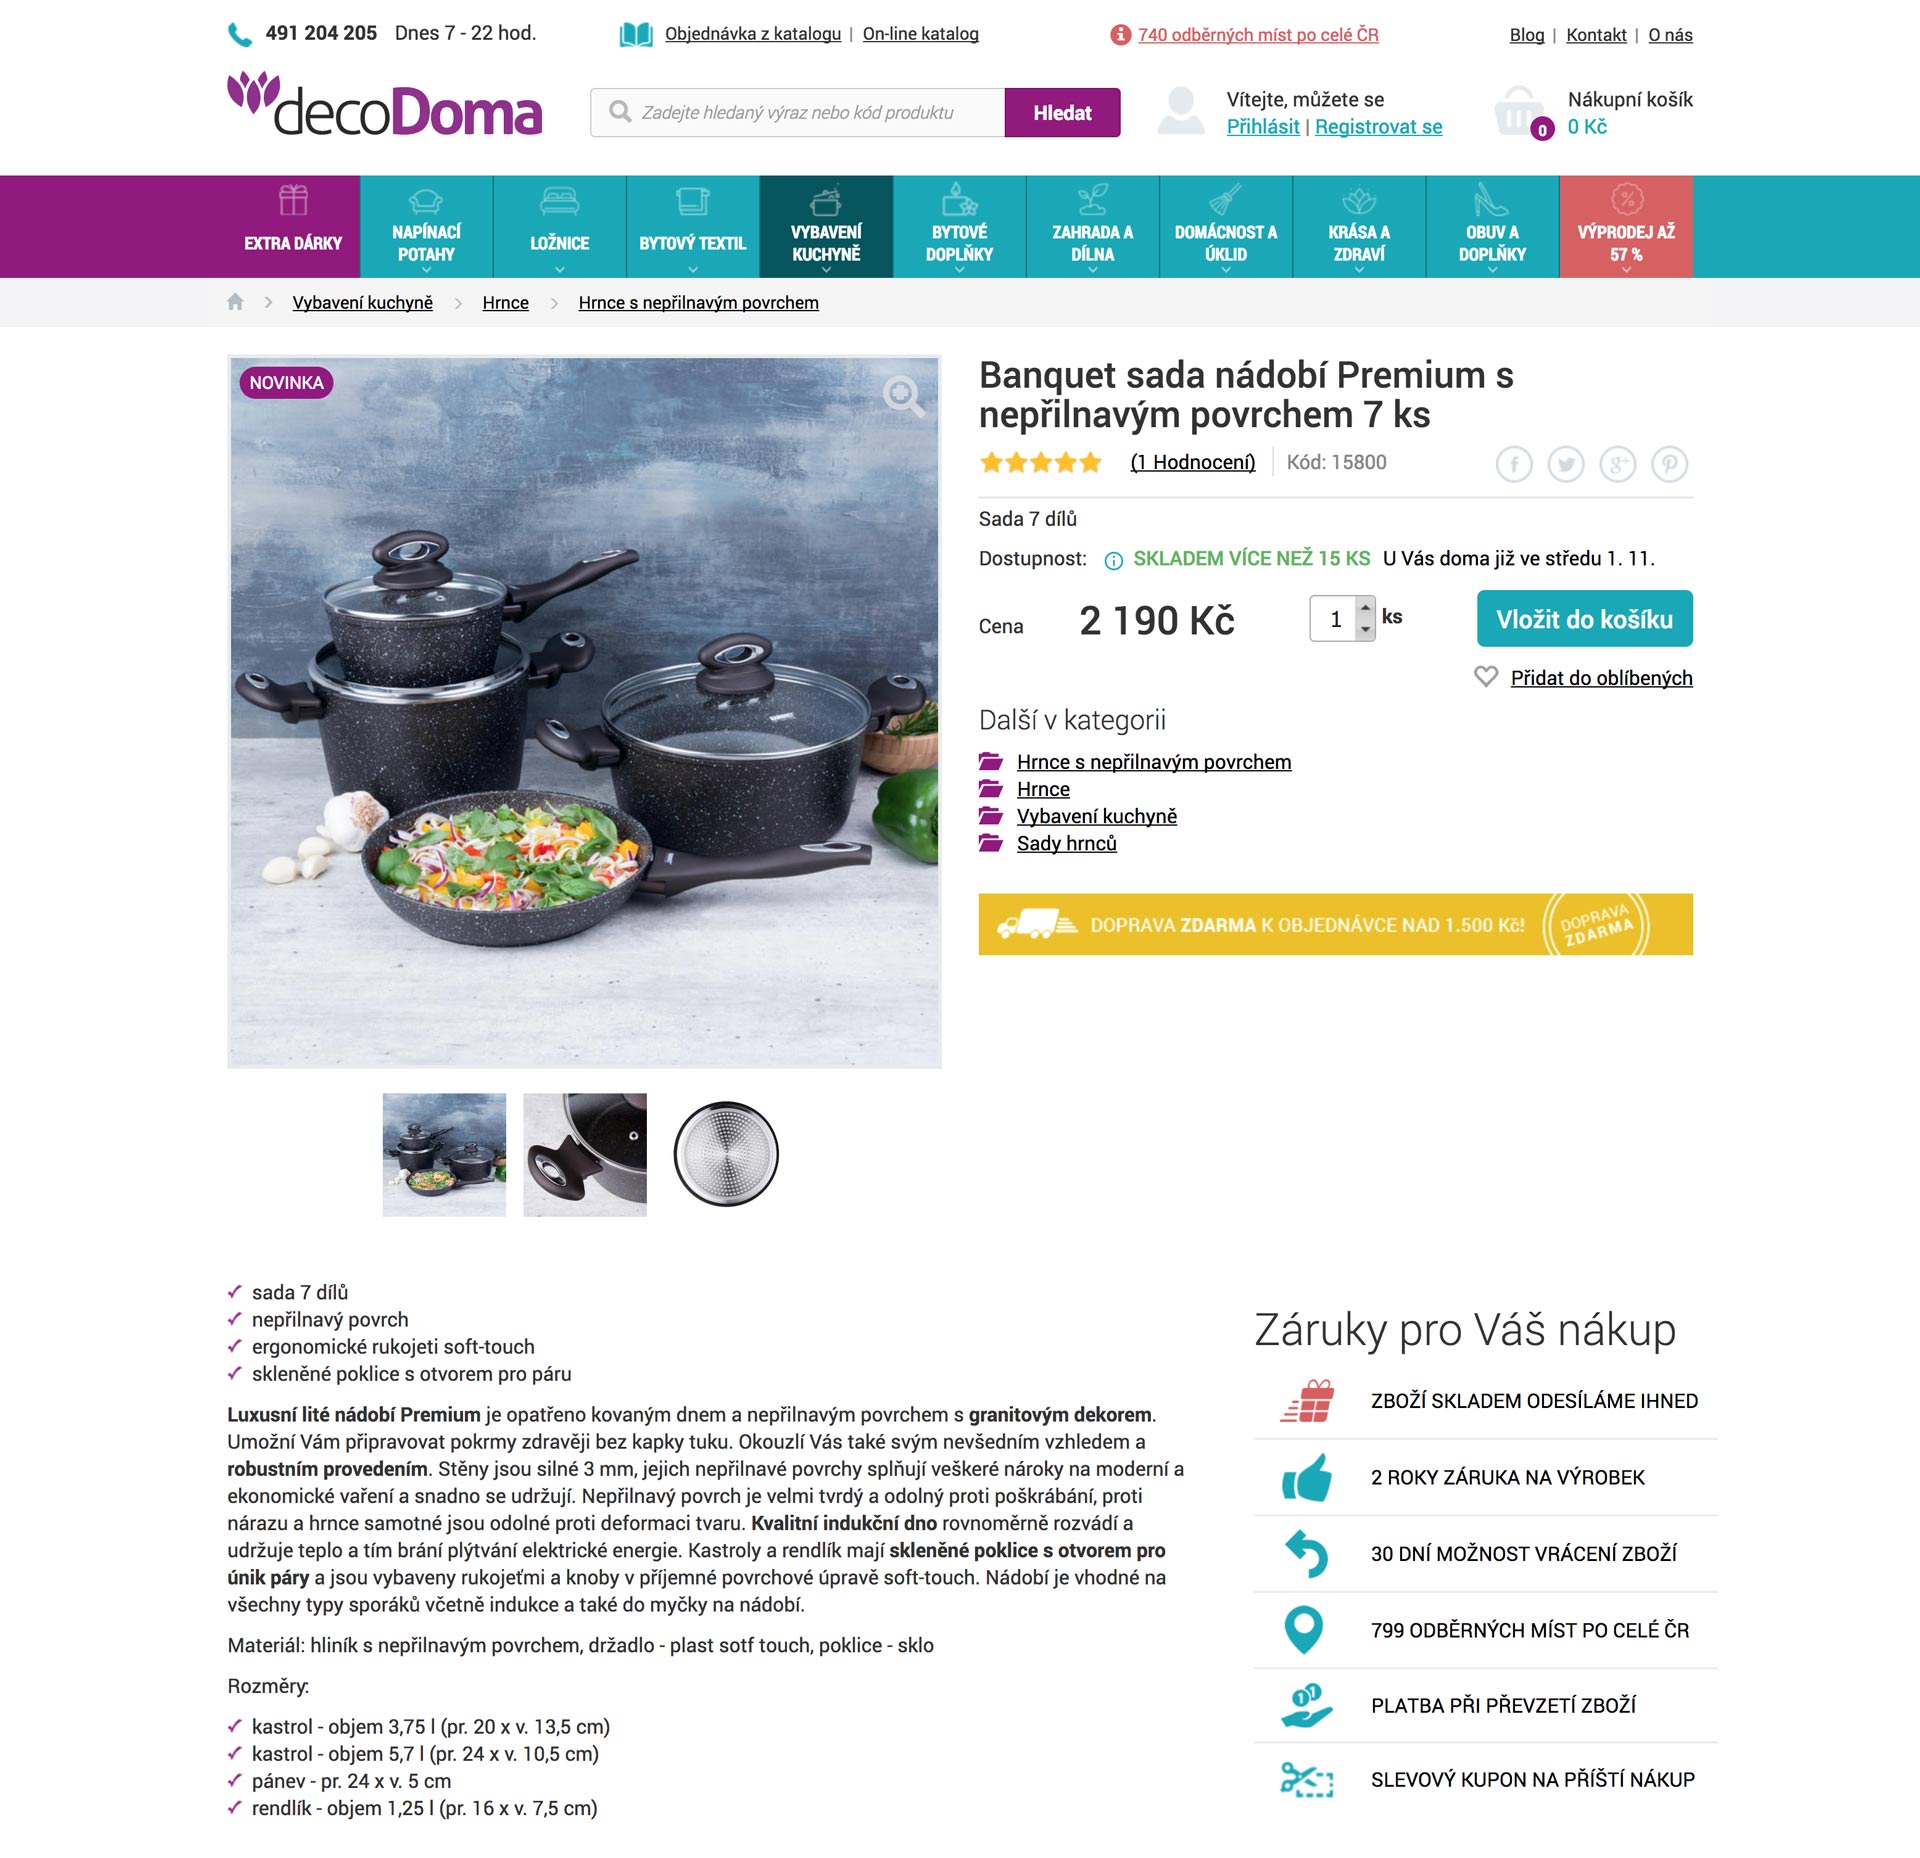 491 204 205 Dnes 7 - 22 hod.
Objednávka z katalogu | On-line katalog
740 odběrných míst po celé ČR
Blog | Kontakt | O nás
decoDoma
Zadejte hledaný výraz nebo kód produktu
Hledat
Vítejte, můžete se
Přihlásit | Registrovat se
Nákupní košík
0
0 Kč
EXTRA DÁRKY
NAPÍNACÍ
POTAHY
LOŽNICE
BYTOVÝ TEXTIL
VYBAVENÍ
KUCHYNĚ
BYTOVÉ
DOPLŇKY
ZAHRADA A
DÍLNA
DOMÁCNOST A
ÚKLID
KRÁSA A
ZDRAVÍ
OBUV A
DOPLŇKY
VÝPRODEJ AŽ
57 %
Vybavení kuchyně
Hrnce
Hrnce s nepřilnavým povrchem
NOVINKA
Banquet sada nádobí Premium s
nepřilnavým povrchem 7 ks
(1 Hodnocení)
Kód: 15800
Sada 7 dílů
Dostupnost: SKLADEM VÍCE NEŽ 15 KS U Vás doma již ve středu 1. 11.
Cena 2 190 Kč 1 ks
Vložit do košíku
Přidat do oblíbených
Další v kategorii
Hrnce s nepřilnavým povrchem
Hrnce
Vybavení kuchyně
Sady hrnců
DOPRAVA ZDARMA K OBJEDNÁVCE NAD 1.500 Kč!
DOPRAVA
ZDARMA
sada 7 dílů
nepřilnavý povrch
ergonomické rukojeti soft-touch
skleněné poklice s otvorem pro páru
Luxusní lité nádobí Premium je opatřeno kovaným dnem a nepřilnavým povrchem s granitovým dekorem.
Umožní Vám připravovat pokrmy zdravěji bez kapky tuku. Okouzlí Vás také svým nevšedním vzhledem a
robustním provedením. Stěny jsou silné 3 mm, jejich nepřilnavé povrchy splňují veškeré nároky na moderní a
ekonomické vaření a snadno se udržují. Nepřilnavý povrch je velmi tvrdý a odolný proti poškrábání, proti
nárazu a hrnce samotné jsou odolné proti deformaci tvaru. Kvalitní indukční dno rovnoměrně rozvádí a
udržuje teplo a tím brání plýtvání elektrické energie. Kastroly a rendlík mají skleněné poklice s otvorem pro
únik páry a jsou vybaveny rukojeťmi a knoby v příjemné povrchové úpravě soft-touch. Nádobí je vhodné na
všechny typy sporáků včetně indukce a také do myčky na nádobí.
Materiál: hliník s nepřilnavým povrchem, držadlo - plast sotf touch, poklice - sklo
Rozměry:
kastrol - objem 3,75 l (pr. 20 x v. 13,5 cm)
kastrol - objem 5,7 l (pr. 24 x v. 10,5 cm)
pánev - pr. 24 x v. 5 cm
rendlík - objem 1,25 l (pr. 16 x v. 7,5 cm)
Záruky pro Váš nákup
ZBOŽÍ SKLADEM ODESÍLÁME IHNED
2 ROKY ZÁRUKA NA VÝROBEK
30 DNÍ MOŽNOST VRÁCENÍ ZBOŽÍ
799 ODBĚRNÝCH MÍST PO CELÉ ČR
PLATBA PŘI PŘEVZETÍ ZBOŽÍ
SLEVOVÝ KUPON NA PŘÍŠTÍ NÁKUP